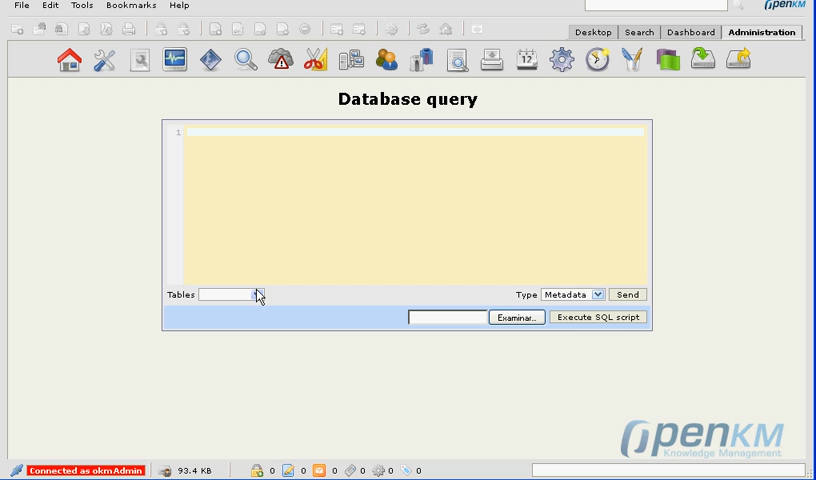 File Edit Tools Bookmarks Help
OpenKM
Desktop Search Dashboard Administration
12
Database query
1
Tables
Type Metadata Send
Examinar... Execute SQL script
OpenKM
Knowledge Management
Connected as okmAdmin 93.4 KB 0 0 0 0 0 0